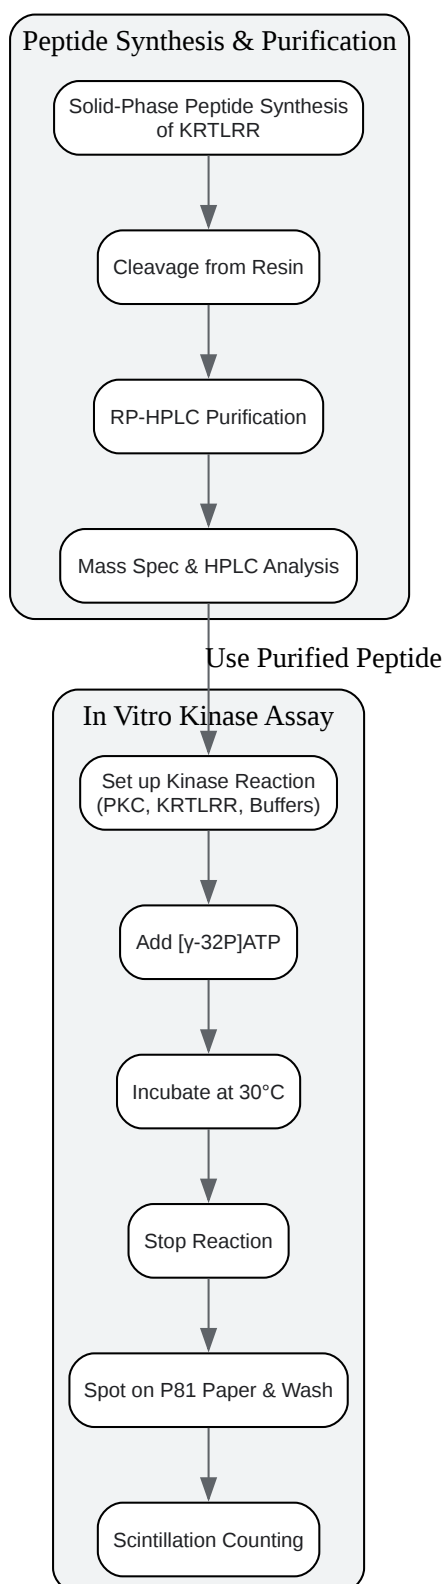 Peptide Synthesis & Purification
Solid-Phase Peptide Synthesis
of KRTLRR
Cleavage from Resin
RP-HPLC Purification
Mass Spec & HPLC Analysis
Use Purified Peptide
In Vitro Kinase Assay
Set up Kinase Reaction
(PKC, KRTLRR, Buffers)
Add [γ-32P]ATP
Incubate at 30°C
Stop Reaction
Spot on P81 Paper & Wash
Scintillation Counting